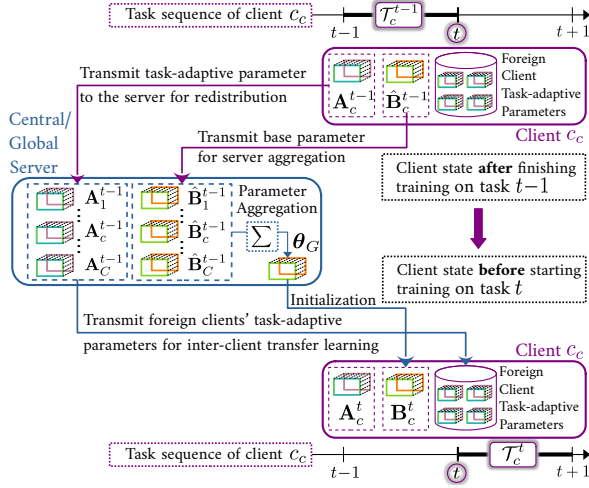 Task sequence of client c_c
𝒯_c^{t−1}
t−1
t
t+1
Transmit task-adaptive parameter
to the server for redistribution
A_c^{t−1}
B̂_c^{t−1}
Foreign
Client
Task-adaptive
Parameters
Client c_c
Central/
Global
Server
Transmit base parameter
for server aggregation
Client state after finishing
training on task t−1
A_1^{t−1}
A_c^{t−1}
A_C^{t−1}
B̂_1^{t−1}
B̂_c^{t−1}
B̂_C^{t−1}
Parameter
Aggregation
∑
θ_G
Client state before starting
training on task t
Initialization
Transmit foreign clients' task-adaptive
parameters for inter-client transfer learning
Client c_c
A_c^t
B_c^t
Foreign
Client
Task-adaptive
Parameters
Task sequence of client c_c
t−1
t
𝒯_c^t
t+1